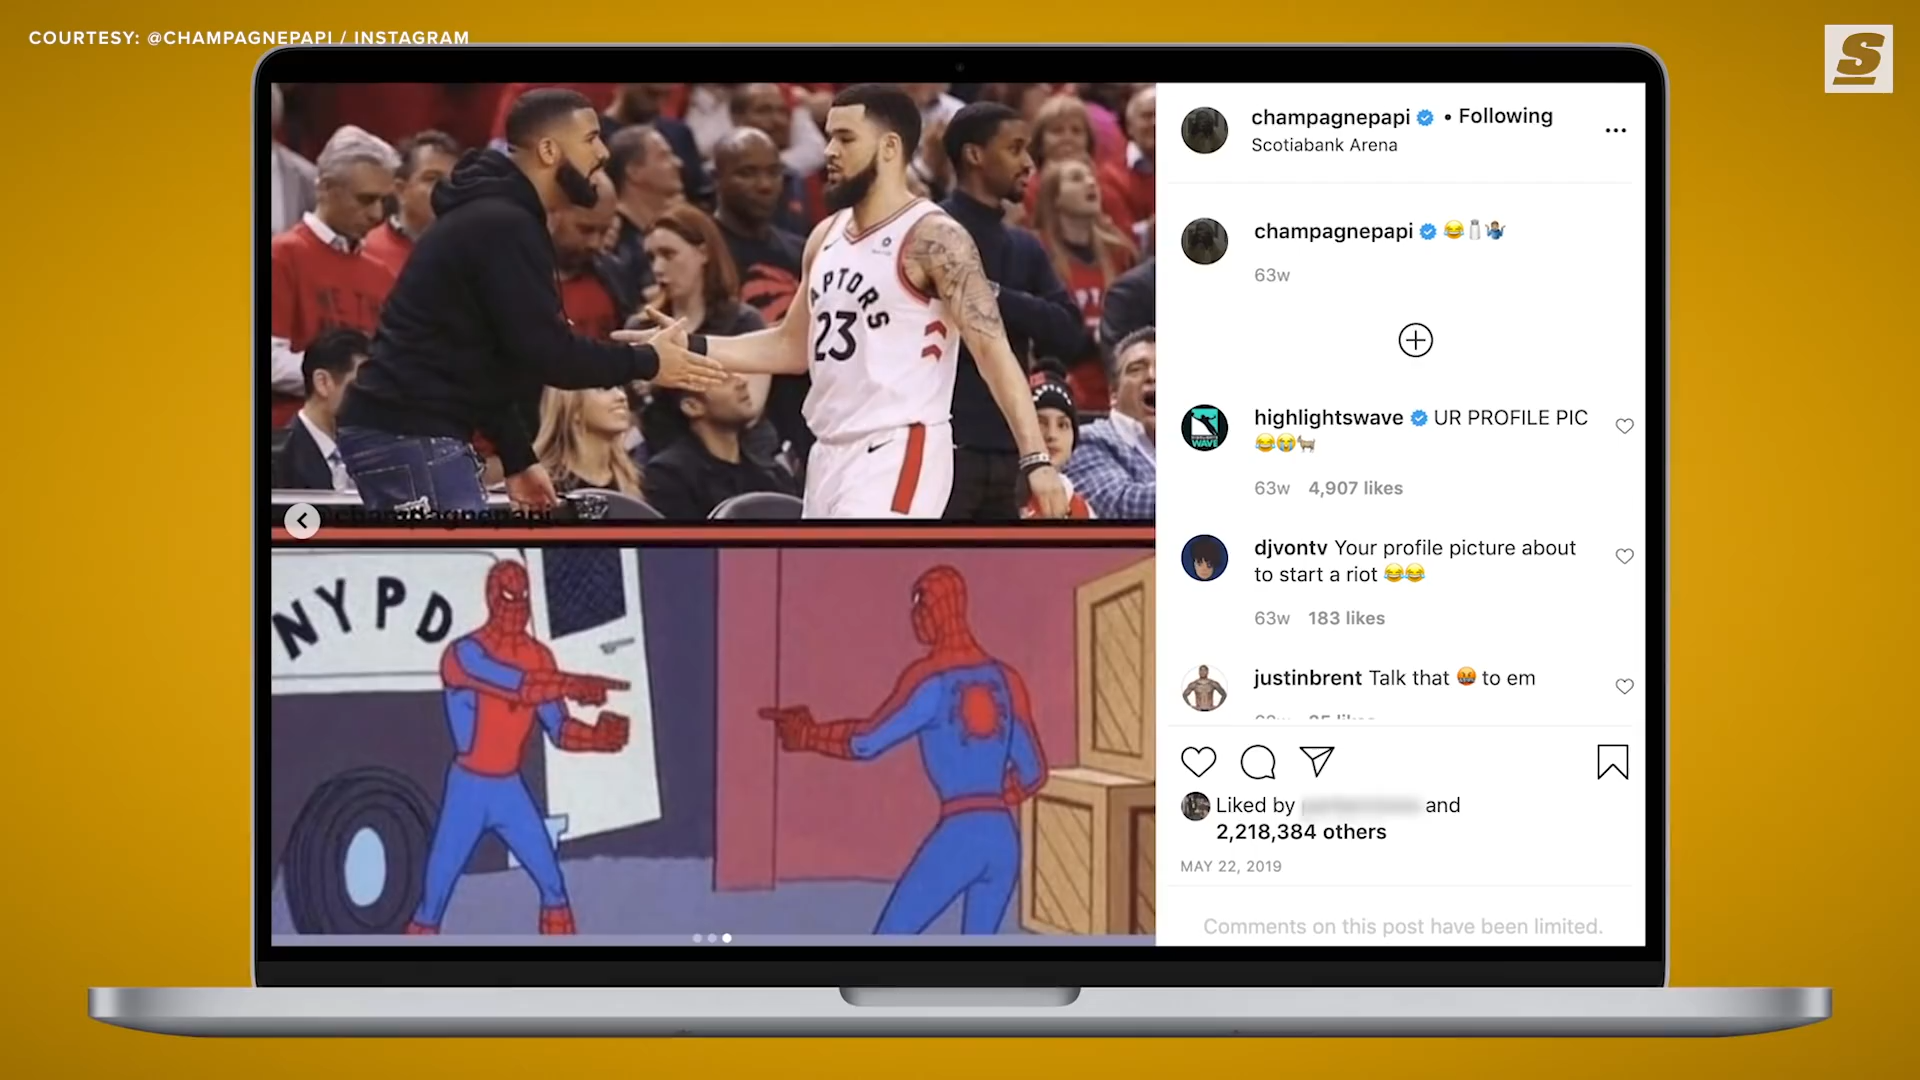 COURTESY: @CHAMPAGNEPAPI / INSTAGRAM
S
APTORS
23
@champagnepapi
NYPD
champagnepapi • Following
Scotiabank Arena
champagnepapi 😂🧂🤷🏽‍♂️
63w
highlightswave UR PROFILE PIC
😂😭🐈
63w 4,907 likes
WAVE
djvontv Your profile picture about
to start a riot 😂😂
63w 183 likes
justinbrent Talk that 🤬 to em
Liked by and
2,218,384 others
MAY 22, 2019
Comments on this post have been limited.